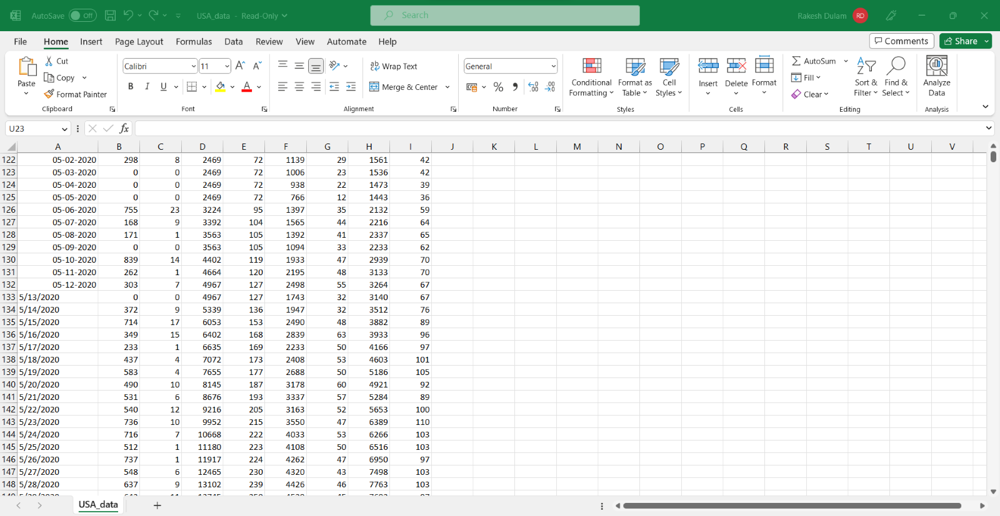 AutoSave Off USA_data - Read-Only Search Rakesh Dulam RD
File Home Insert Page Layout Formulas Data Review View Automate Help Comments Share
Paste Cut Copy Format Painter Clipboard
Calibri 11 A A B I U A Font
ab Wrap Text Merge & Center Alignment
General % Number
Conditional Formatting Format as Table Cell Styles Styles
Insert Delete Format Cells
AutoSum Fill Clear Sort & Filter Find & Select Editing
Analyze Data Analysis
U23 fx
A B C D E F G H I J K L M N O P Q R S T U V
122 05-02-2020 298 8 2469 72 1139 29 1561 42
123 05-03-2020 0 0 2469 72 1006 23 1536 42
124 05-04-2020 0 0 2469 72 938 22 1473 39
125 05-05-2020 0 0 2469 72 766 12 1443 36
126 05-06-2020 755 23 3224 95 1397 35 2132 59
127 05-07-2020 168 9 3392 104 1565 44 2216 64
128 05-08-2020 171 1 3563 105 1392 41 2337 65
129 05-09-2020 0 0 3563 105 1094 33 2233 62
130 05-10-2020 839 14 4402 119 1933 47 2939 70
131 05-11-2020 262 1 4664 120 2195 48 3133 70
132 05-12-2020 303 7 4967 127 2498 55 3264 67
133 5/13/2020 0 0 4967 127 1743 32 3140 67
134 5/14/2020 372 9 5339 136 1947 32 3512 76
135 5/15/2020 714 17 6053 153 2490 48 3882 89
136 5/16/2020 349 15 6402 168 2839 63 3933 96
137 5/17/2020 233 1 6635 169 2233 50 4166 97
138 5/18/2020 437 4 7072 173 2408 53 4603 101
139 5/19/2020 583 4 7655 177 2688 50 5186 105
140 5/20/2020 490 10 8145 187 3178 60 4921 92
141 5/21/2020 531 6 8676 193 3337 57 5284 89
142 5/22/2020 540 12 9216 205 3163 52 5653 100
143 5/23/2020 736 10 9952 215 3550 47 6389 110
144 5/24/2020 716 7 10668 222 4033 53 6266 103
145 5/25/2020 512 1 11180 223 4108 50 6516 103
146 5/26/2020 737 1 11917 224 4262 47 6950 97
147 5/27/2020 548 6 12465 230 4320 43 7498 103
148 5/28/2020 637 9 13102 239 4426 46 7763 103
USA_data